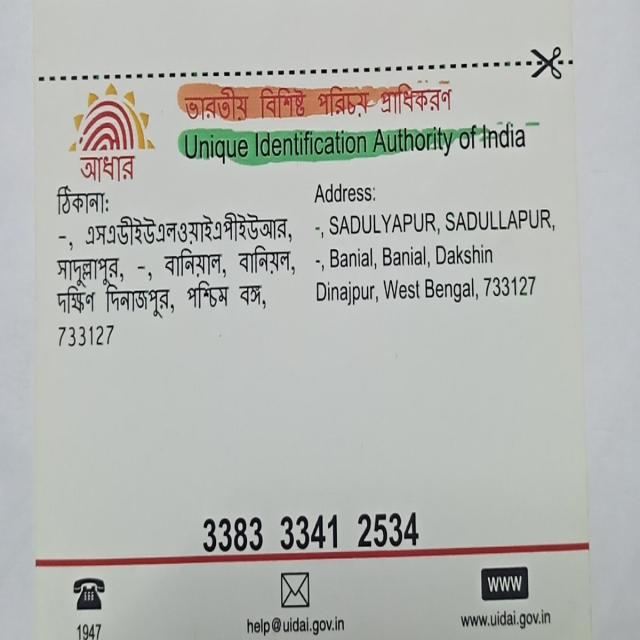 ভারতীয় বিশিষ্ট পরিচয় প্রাধিকরণ
Unique Identification Authority of India
আধার
ঠিকানা:
-, এসএডীইউএলওয়াইএপীইউআর,
সাদুল্লাপুর, -, বানিয়াল, বানিয়ল,
দক্ষিণ দিনাজপুর, পশ্চিম বঙ্গ,
733127
Address:
-, SADULYAPUR, SADULLAPUR,
-, Banial, Banial, Dakshin
Dinajpur, West Bengal, 733127
3383 3341 2534
1947
help@uidai.gov.in
www
www.uidai.gov.in